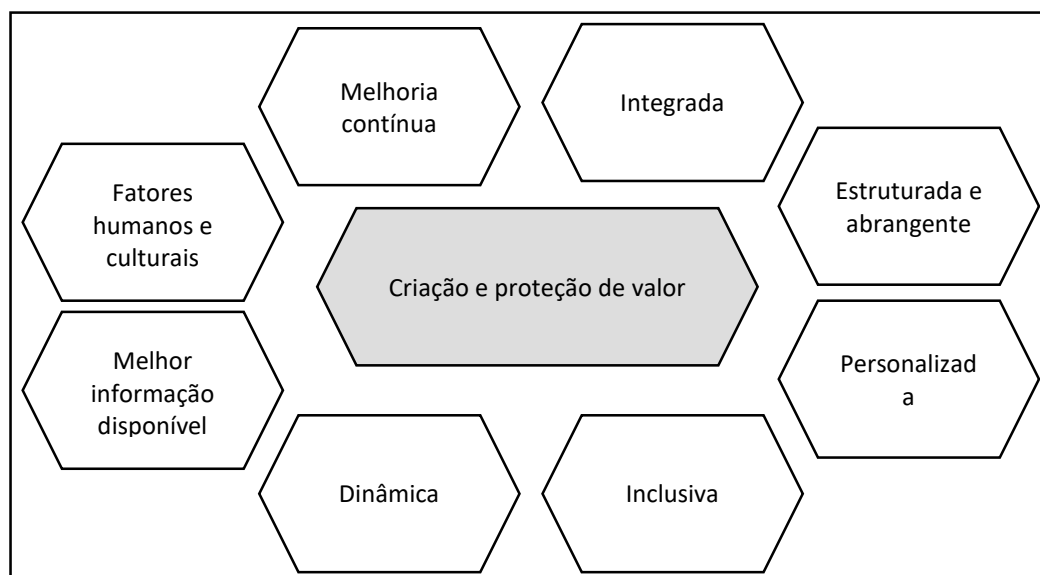 Melhoria
contínua
Integrada
Fatores
humanos e
culturais
Estruturada e
abrangente
Criação e proteção de valor
Melhor
informação
disponível
Personalizad
a
Dinâmica
Inclusiva